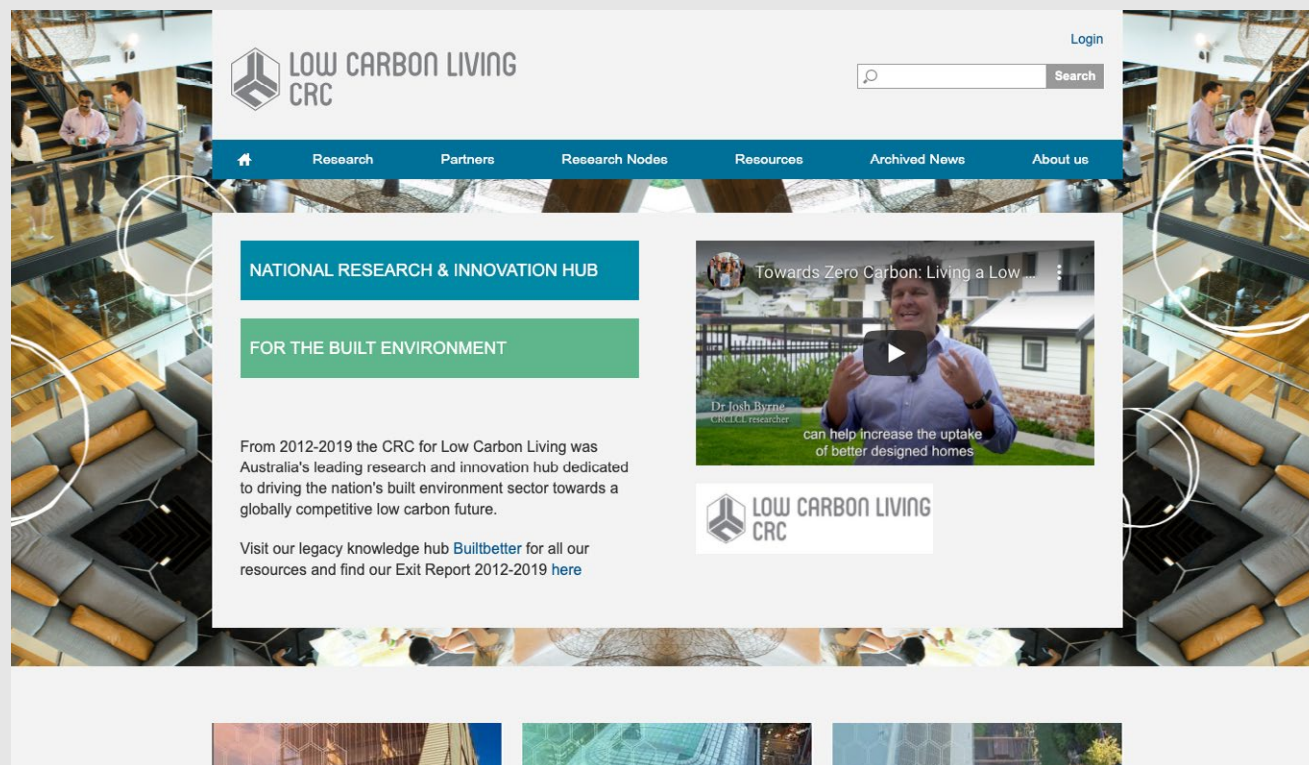 LOW CARBON LIVING
CRC
Login
Search
Research
Partners
Research Nodes
Resources
Archived News
About us
NATIONAL RESEARCH & INNOVATION HUB
FOR THE BUILT ENVIRONMENT
From 2012-2019 the CRC for Low Carbon Living was
Australia's leading research and innovation hub dedicated
to driving the nation's built environment sector towards a
globally competitive low carbon future.
Visit our legacy knowledge hub Builtbetter for all our
resources and find our Exit Report 2012-2019 here
Towards Zero Carbon: Living a Low ...
Dr Josh Byrne
CRCLCL researcher
can help increase the uptake
of better designed homes
LOW CARBON LIVING
CRC